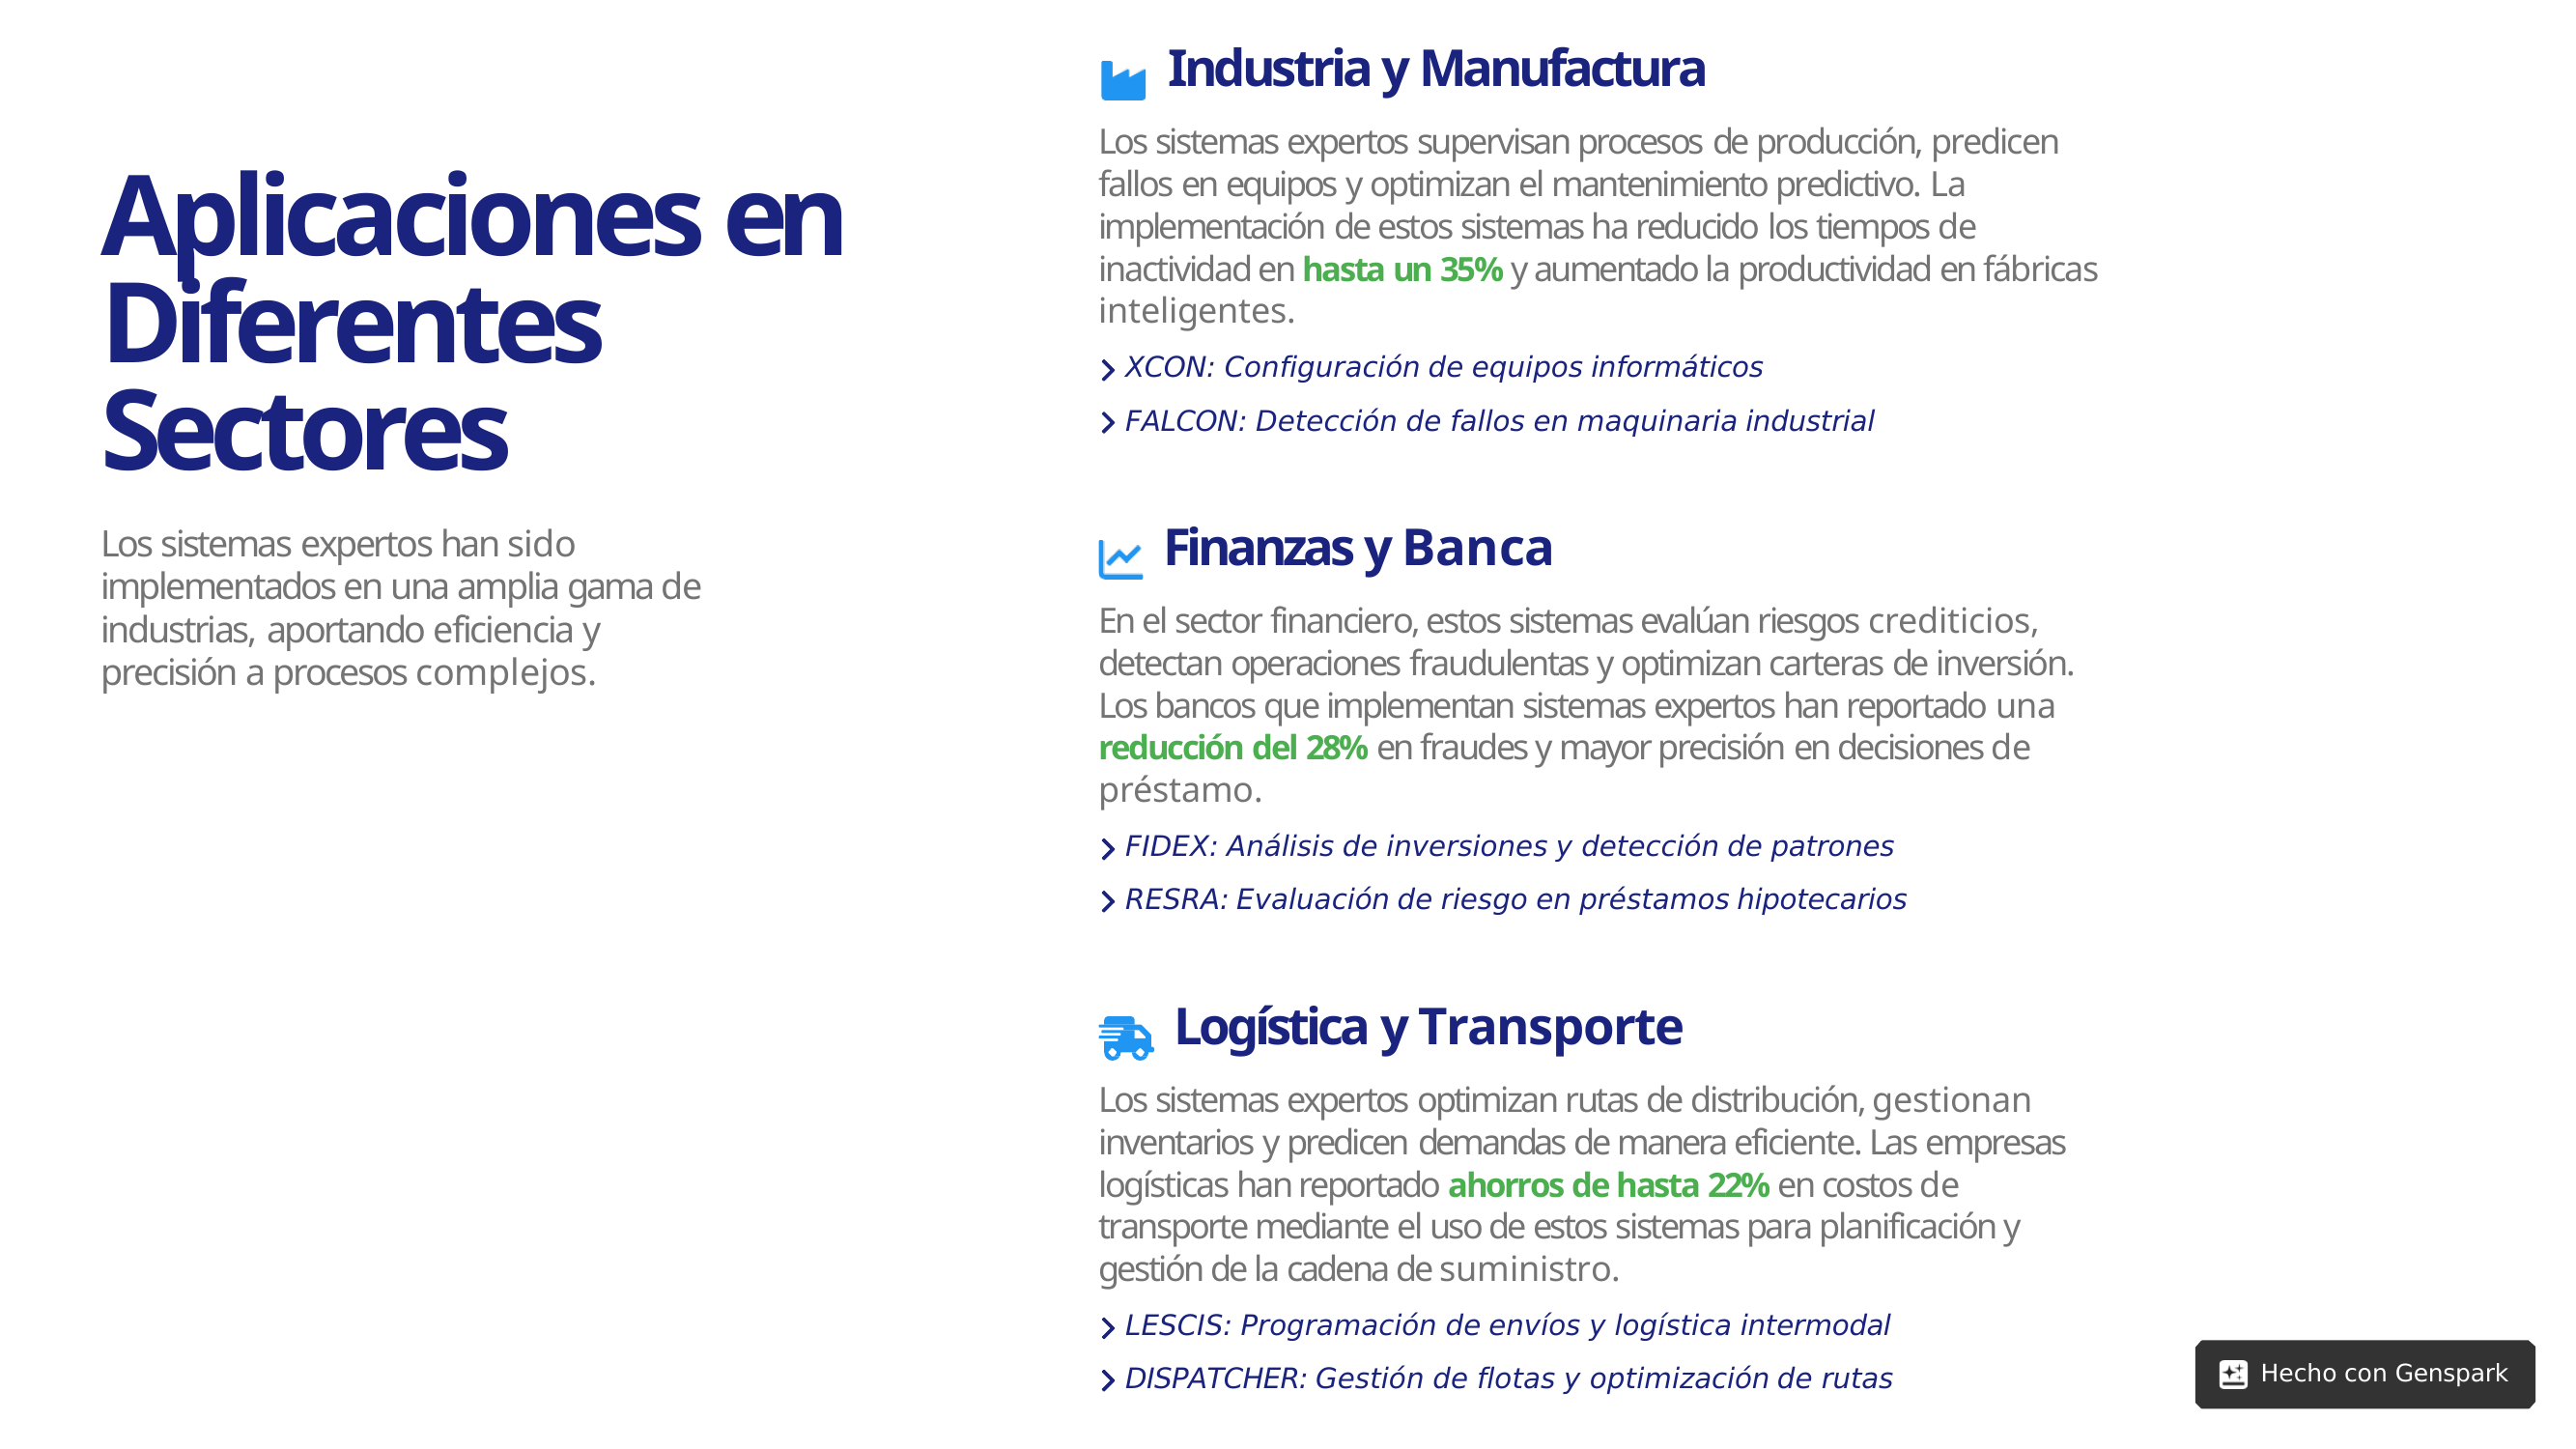 Aplicaciones en
Diferentes
Sectores
Los sistemas expertos han sido
implementados en una amplia gama de
industrias, aportando eficiencia y
precisión a procesos complejos.
Industria y Manufactura
Los sistemas expertos supervisan procesos de producción, predicen
fallos en equipos y optimizan el mantenimiento predictivo. La
implementación de estos sistemas ha reducido los tiempos de
inactividad en hasta un 35% y aumentado la productividad en fábricas
inteligentes.
XCON: Configuración de equipos informáticos
FALCON: Detección de fallos en maquinaria industrial
Finanzas y Banca
En el sector financiero, estos sistemas evalúan riesgos crediticios,
detectan operaciones fraudulentas y optimizan carteras de inversión.
Los bancos que implementan sistemas expertos han reportado una
reducción del 28% en fraudes y mayor precisión en decisiones de
préstamo.
FIDEX: Análisis de inversiones y detección de patrones
RESRA: Evaluación de riesgo en préstamos hipotecarios
Logística y Transporte
Los sistemas expertos optimizan rutas de distribución, gestionan
inventarios y predicen demandas de manera eficiente. Las empresas
logísticas han reportado ahorros de hasta 22% en costos de
transporte mediante el uso de estos sistemas para planificación y
gestión de la cadena de suministro.
LESCIS: Programación de envíos y logística intermodal
DISPATCHER: Gestión de flotas y optimización de rutas
Hecho con Genspark